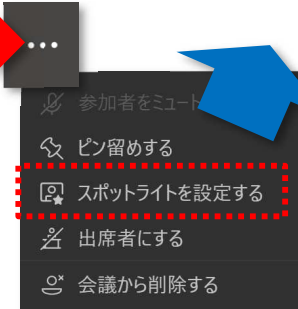 ...
参加者をミュート
ピン留めする
スポットライトを設定する
出席者にする
会議から削除する